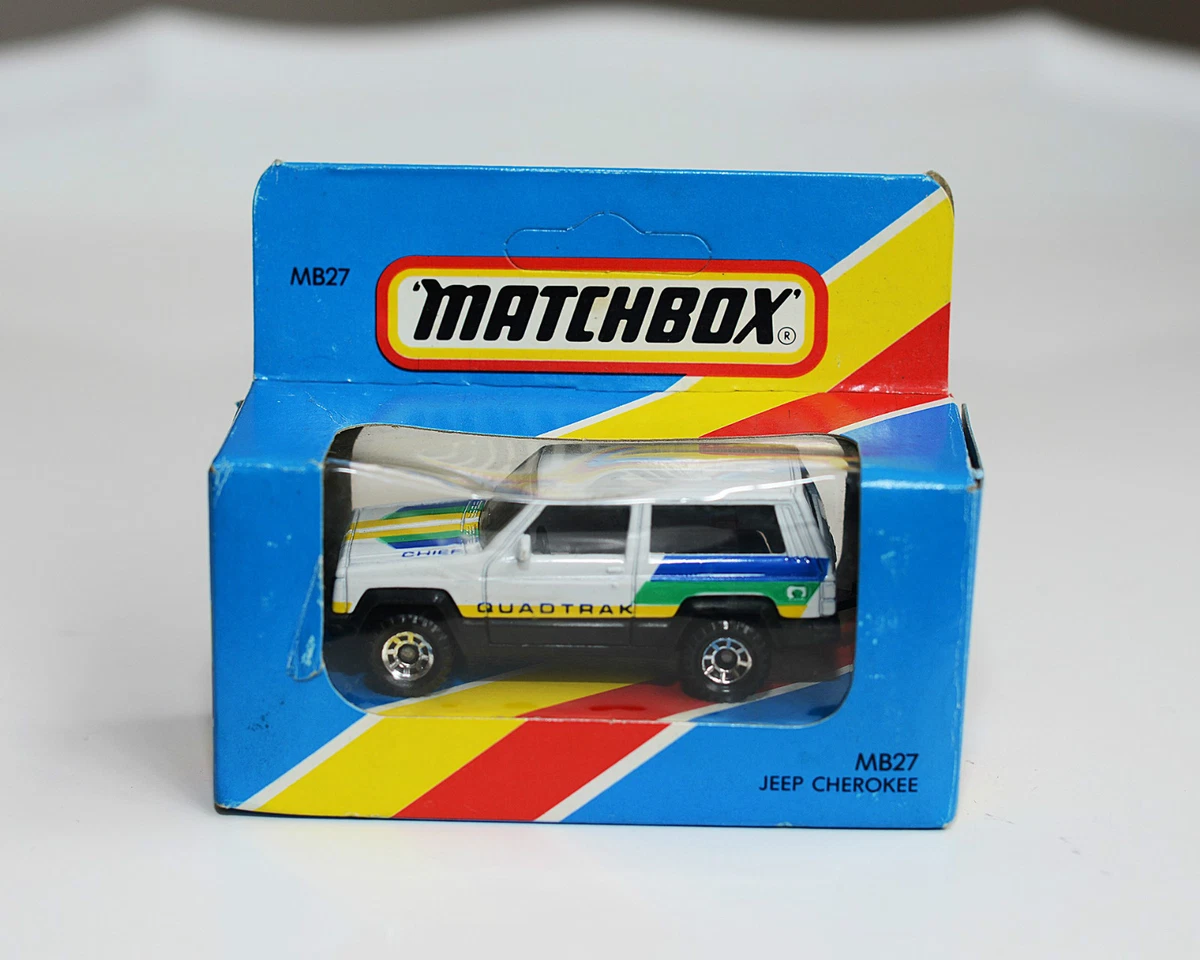 MB27
'MATCHBOX'
®
CHIEF
QUADTRAK
MB27
JEEP CHEROKEE